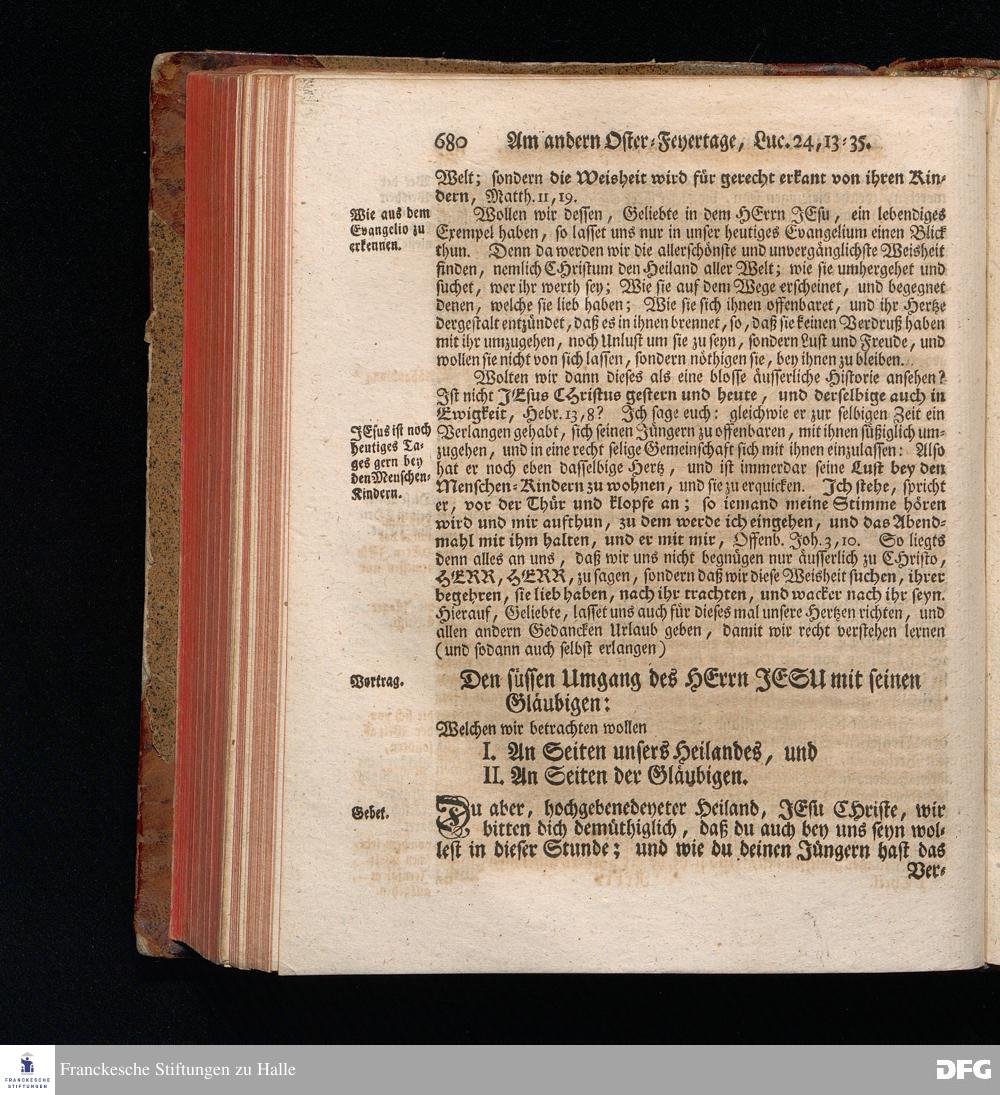 680 Am andern Oster-Feyertage, Luc. 24, 13-35.
Welt; sondern die Weisheit wird für gerecht erkant von ihren Kin-
dern, Matth. 11, 19.
Wie aus dem
Evangelio zu
erkennen.
Wollen wir dessen, Geliebte in dem HErrn JEsu, ein lebendiges
Exempel haben, so lasset uns nur in unser heutiges Evangelium einen Blick
thun. Denn da werden wir die allerschönste und unvergänglichste Weisheit
finden, nemlich CHristum den Heiland aller Welt; wie sie umhergehet und
suchet, wer ihr werth sey; Wie sie auf dem Wege erscheinet, und begegnet
denen, welche sie lieb haben; Wie sie sich ihnen offenbaret, und ihr Hertze
dergestalt entzündet, daß es in ihnen brennet, so, daß sie keinen Verdruß haben
mit ihr umzugehen, noch Unlust um sie zu seyn, sondern Lust und Freude, und
wollen sie nicht von sich lassen, sondern nöthigen sie, bey ihnen zu bleiben.
Wolten wir dann dieses als eine blosse äusserliche Historie ansehen?
Ist nicht JEsus CHristus gestern und heute, und derselbige auch in
Ewigkeit, Hebr. 13, 8? Ich sage euch: gleichwie er zur selbigen Zeit ein
JEsus ist noch
heutiges Ta-
ges gern bey
den Menschen-
Kindern.
Verlangen gehabt, sich seinen Jüngern zu offenbaren, mit ihnen süßiglich um-
zugehen, und in eine recht selige Gemeinschaft sich mit ihnen einzulassen: Also
hat er noch eben dasselbige Hertz, und ist immerdar seine Lust bey den
Menschen-Kindern zu wohnen, und sie zu erquicken. Ich stehe, spricht
er, vor der Thür und klopfe an; so iemand meine Stimme hören
wird und mir aufthun, zu dem werde ich eingehen, und das Abend-
mahl mit ihm halten, und er mit mir, Offenb. Joh. 3, 10. So liegts
denn alles an uns, daß wir uns nicht begnügen nur äusserlich zu CHristo,
HERR, HERR, zu sagen, sondern daß wir diese Weisheit suchen, ihrer
begehren, sie lieb haben, nach ihr trachten, und wacker nach ihr seyn.
Hierauf, Geliebte, lasset uns auch für dieses mal unsere Hertzen richten, und
allen andern Gedancken Urlaub geben, damit wir recht verstehen lernen
(und sodann auch selbst erlangen)
Vortrag.
Den süssen Umgang des HErrn JESU mit seinen
Gläubigen:
Welchen wir betrachten wollen
I. An Seiten unsers Heilandes, und
II. An Seiten der Gläubigen.
Gebet.
Du aber, hochgebenedeyeter Heiland, JEsu CHriste, wir
bitten dich demüthiglich, daß du auch bey uns seyn wol-
lest in dieser Stunde; und wie du deinen Jüngern hast das
Ver-
FRANCKESCHE
STIFTUNGEN
Franckesche Stiftungen zu Halle
DFG